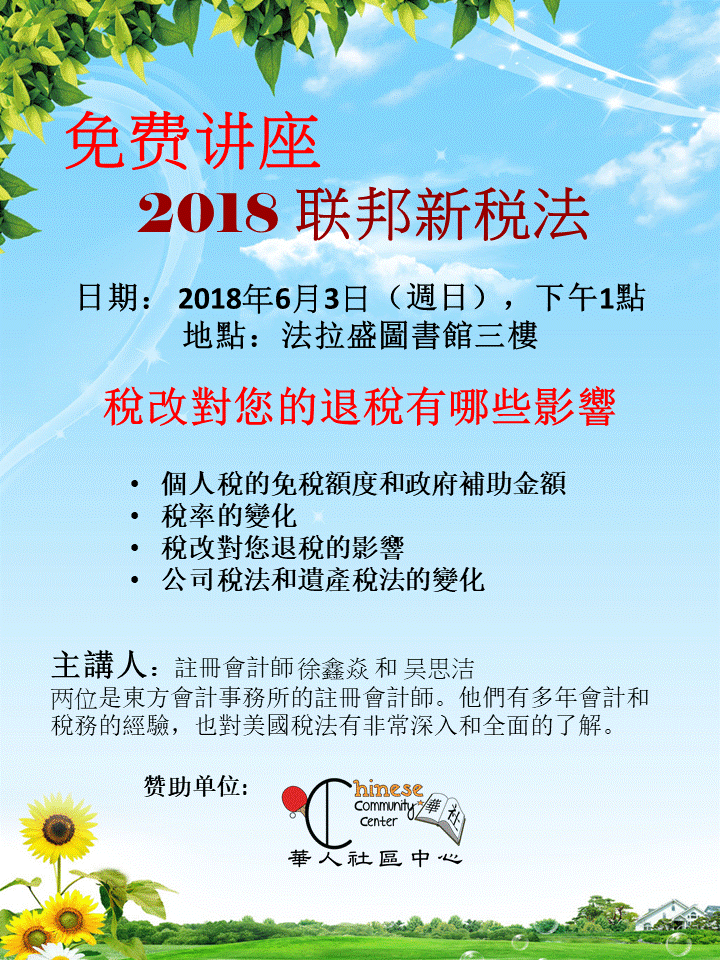 免费讲座
2018 联邦新税法
日期： 2018年6月3日（週日），下午1點
地點：法拉盛圖書館三樓
稅改對您的退稅有哪些影響
• 個人稅的免稅額度和政府補助金額
• 稅率的變化
• 稅改對您退稅的影響
• 公司稅法和遺產稅法的變化
主講人：註冊會計師 徐鑫焱 和 吴思洁
两位是東方會計事務所的註冊會計師。他們有多年會計和
稅務的經驗，也對美國稅法有非常深入和全面的了解。
赞助单位:
Chinese
Community
Center
華社
華人社區中心